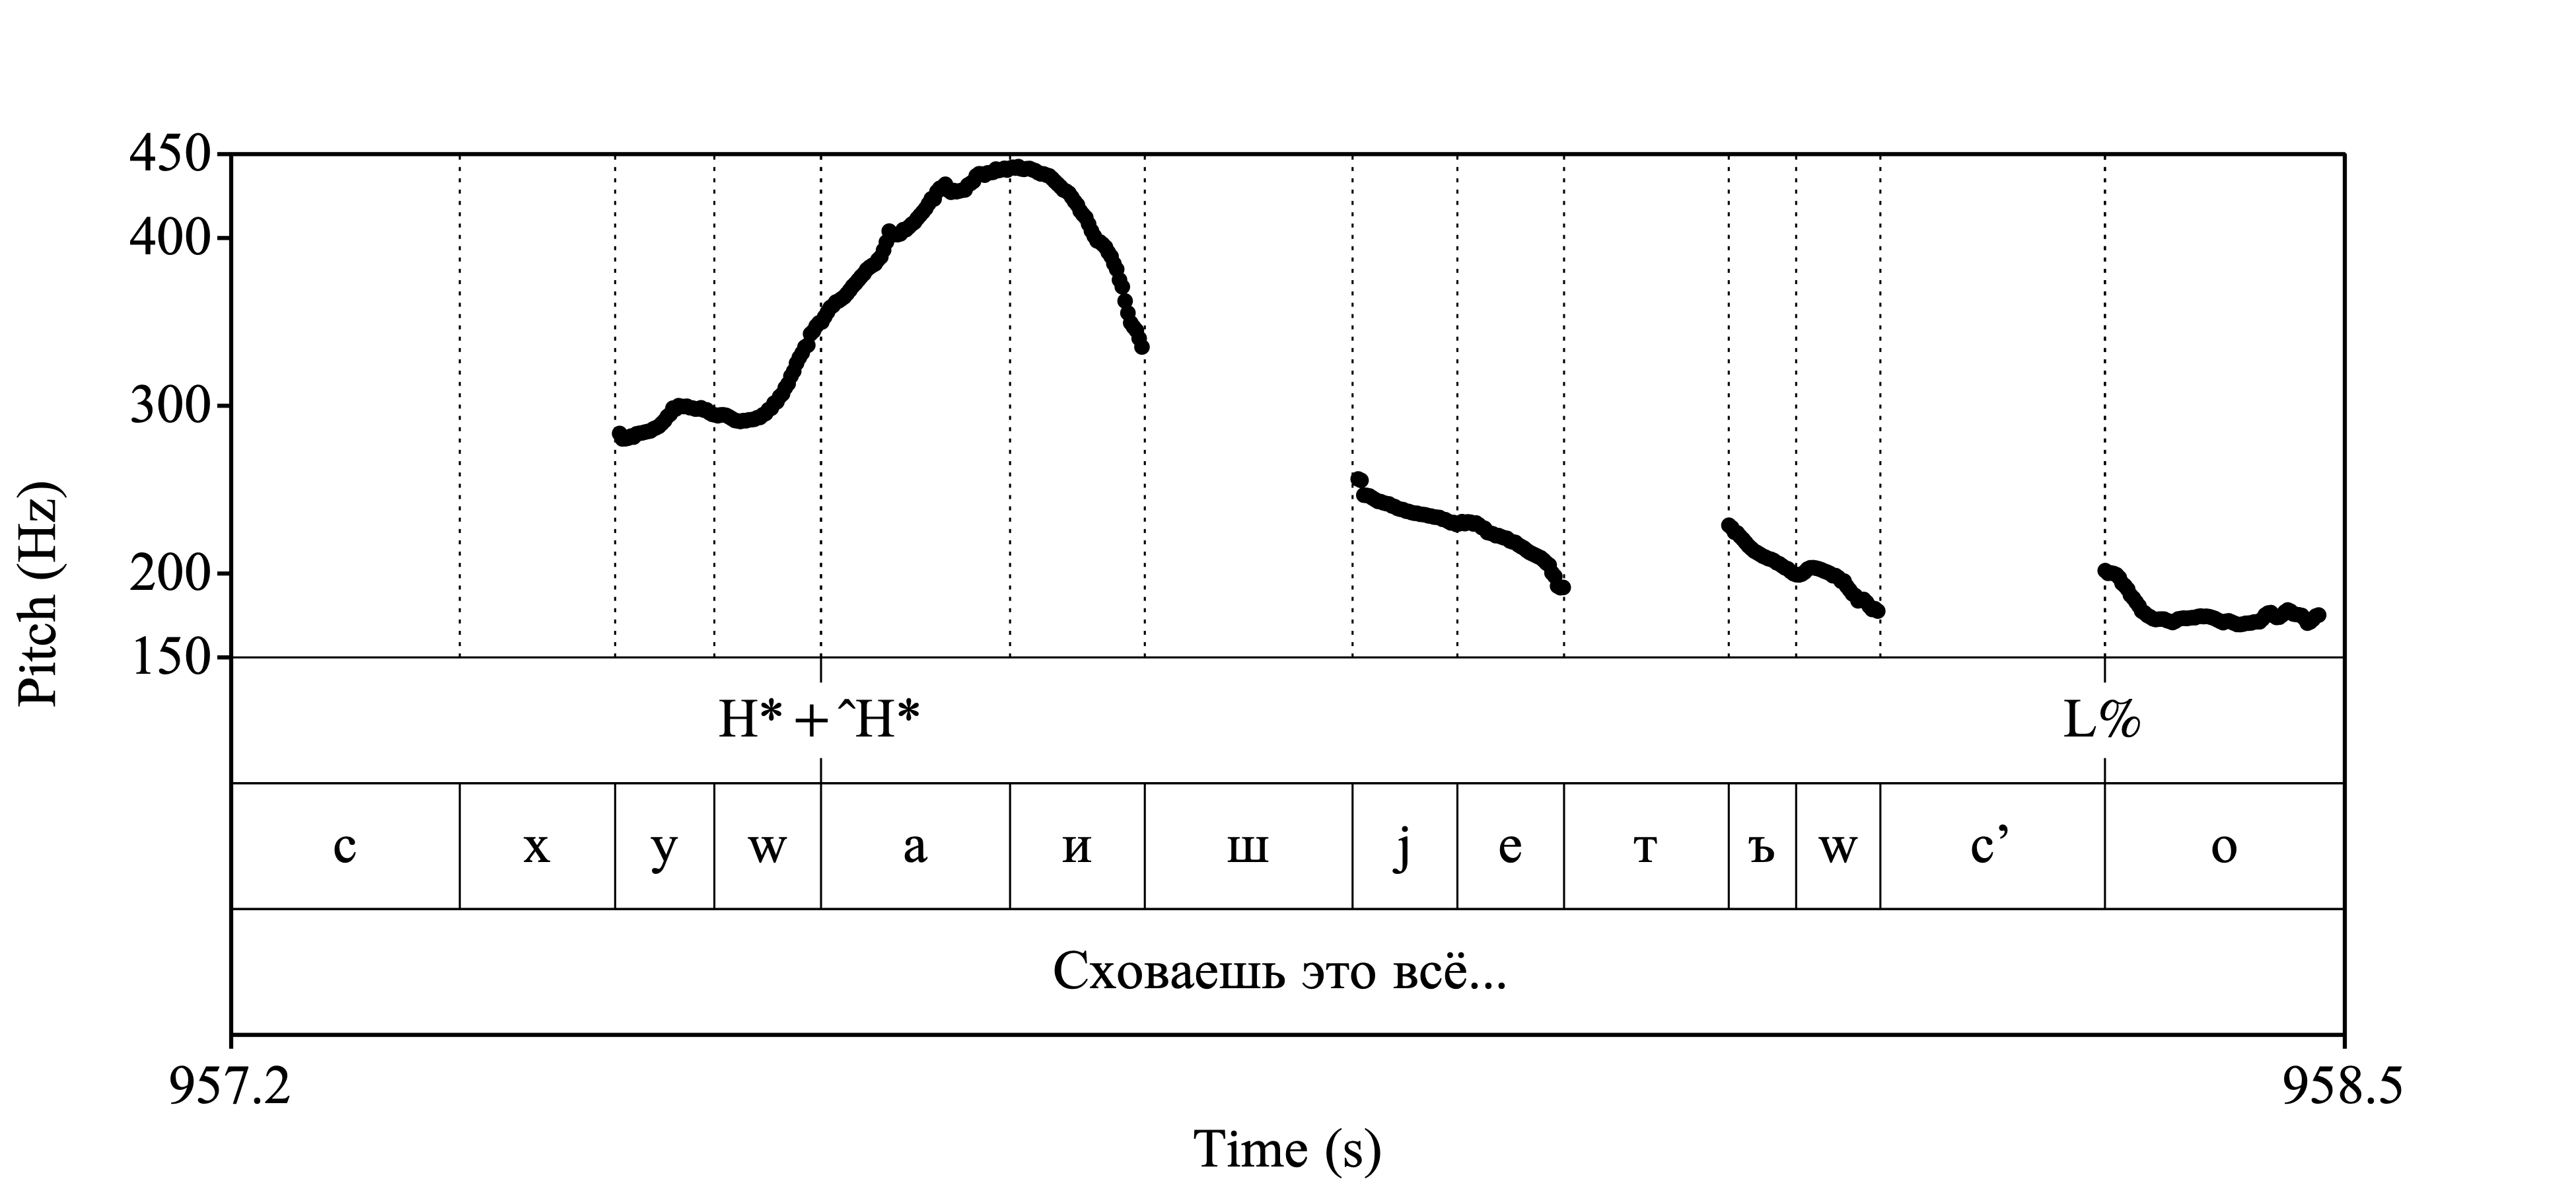 450
400
300
200
150
Pitch (Hz)
H* + ˆH* L%
с х у w а и ш j е т ъ w с’ о
Сховаешь это всё...
957.2 958.5
Time (s)